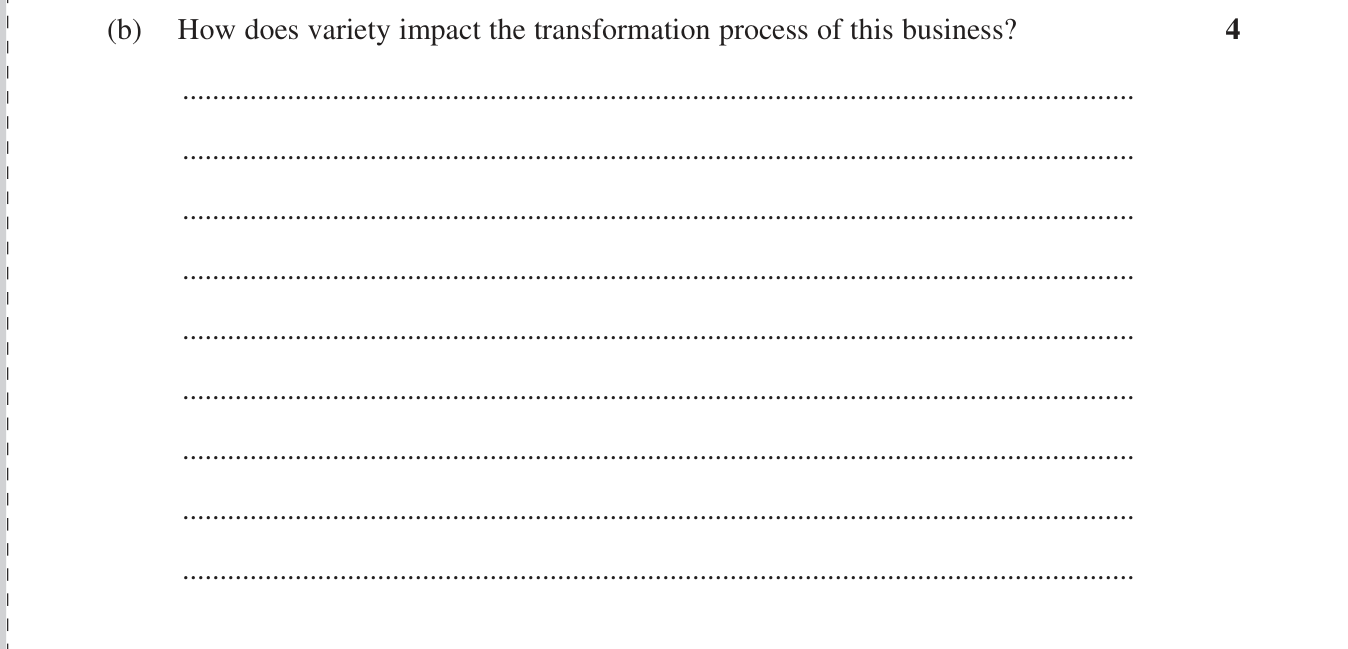 (b) How does variety impact the transformation process of this business? 4